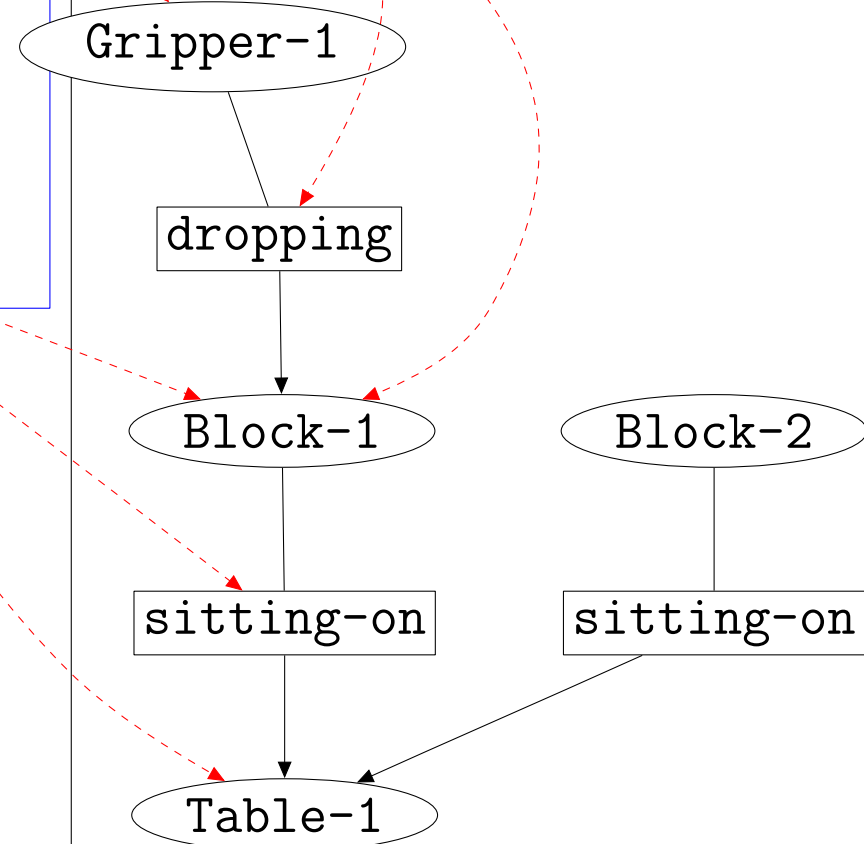 Gripper-1
dropping
Block-1
Block-2
sitting-on
sitting-on
Table-1